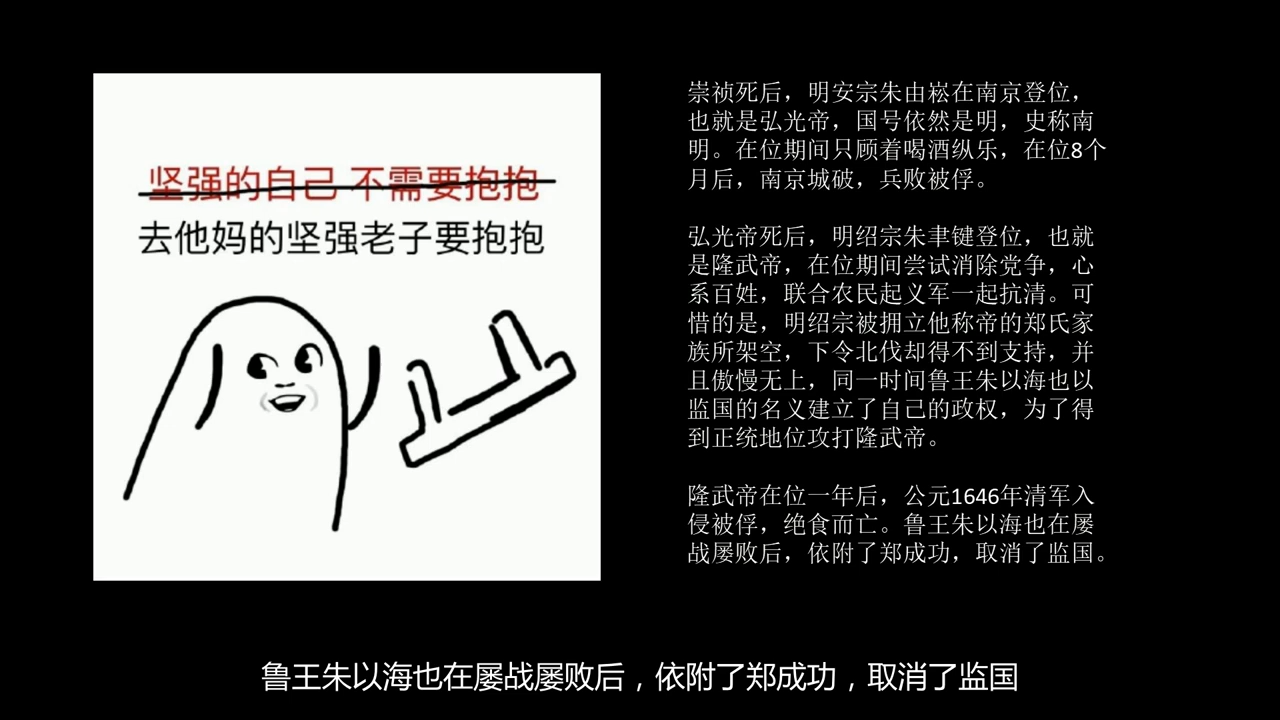 坚强的自己 不需要抱抱
去他妈的坚强老子要抱抱
崇祯死后，明安宗朱由崧在南京登位，
也就是弘光帝，国号依然是明，史称南
明。在位期间只顾着喝酒纵乐，在位8个
月后，南京城破，兵败被俘。
弘光帝死后，明绍宗朱聿键登位，也就
是隆武帝，在位期间尝试消除党争，心
系百姓，联合农民起义军一起抗清。可
惜的是，明绍宗被拥立他称帝的郑氏家
族所架空，下令北伐却得不到支持，并
且傲慢无上，同一时间鲁王朱以海也以
监国的名义建立了自己的政权，为了得
到正统地位攻打隆武帝。
隆武帝在位一年后，公元1646年清军入
侵被俘，绝食而亡。鲁王朱以海也在屡
战屡败后，依附了郑成功，取消了监国。
鲁王朱以海也在屡战屡败后，依附了郑成功，取消了监国